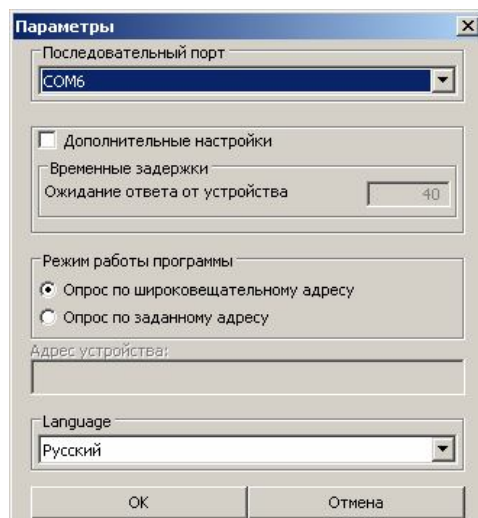 Параметры
Последовательный порт
COM6
Дополнительные настройки
Временные задержки
Ожидание ответа от устройства 40
Режим работы программы
Опрос по широковещательному адресу
Опрос по заданному адресу
Адрес устройства:
Language
Русский
OK Отмена